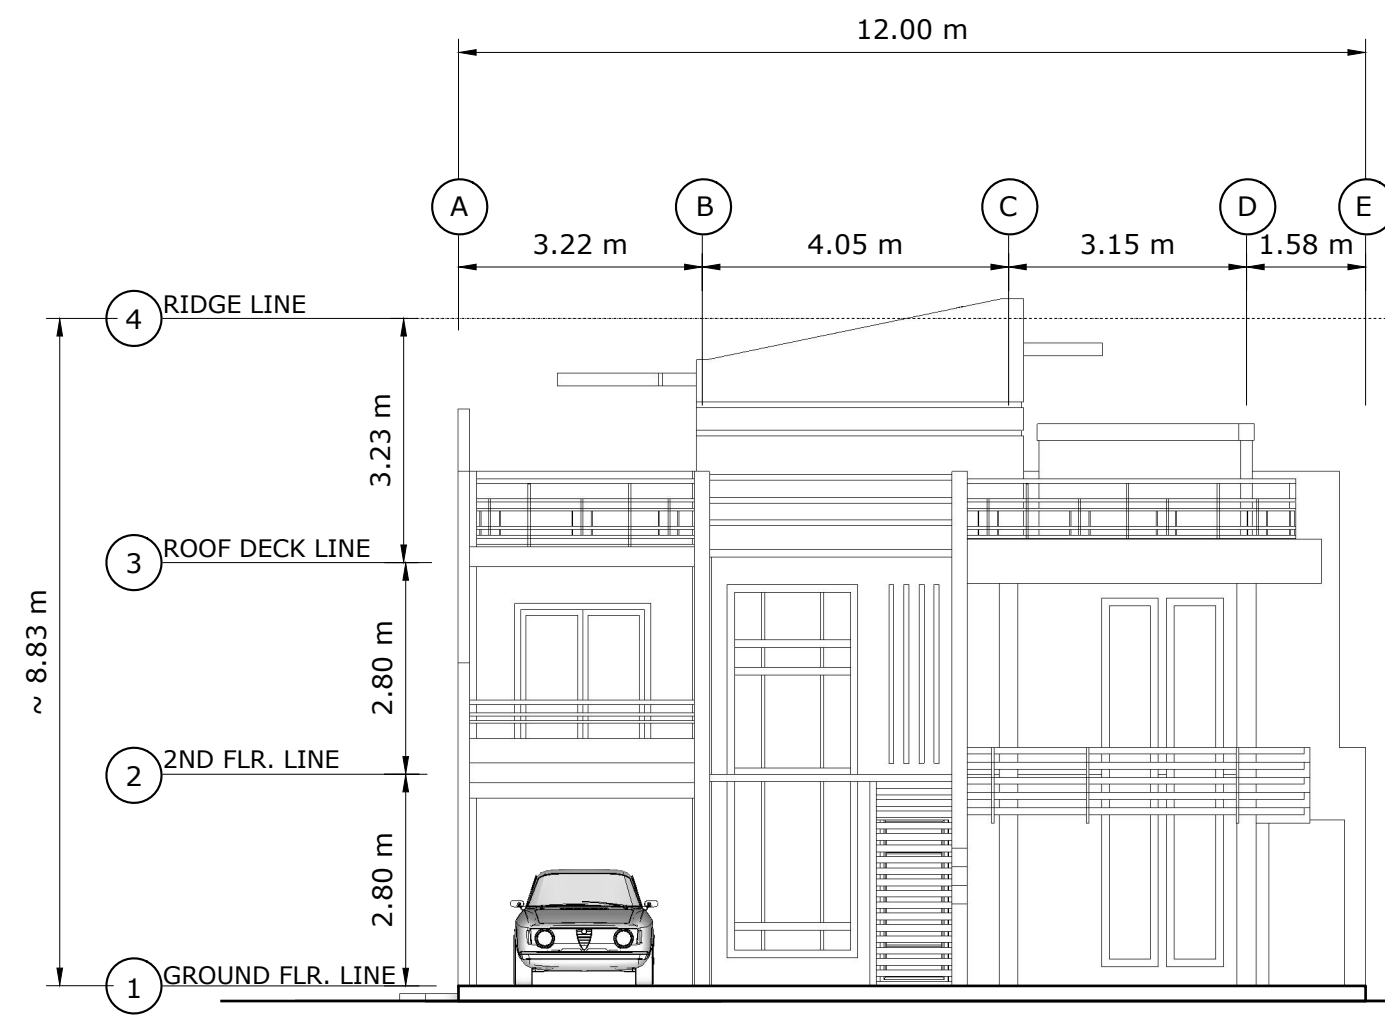 12.00 m
A
B
C
D
E
3.22 m
4.05 m
3.15 m
1.58 m
4
RIDGE LINE
3.23 m
3
ROOF DECK LINE
~ 8.83 m
2.80 m
2
2ND FLR. LINE
2.80 m
1
GROUND FLR. LINE